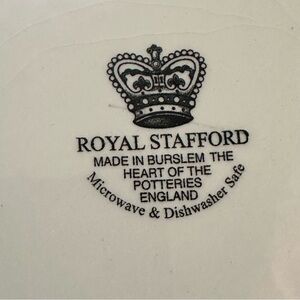 ROYAL STAFFORD
MADE IN BURSLEM THE
HEART OF THE
POTTERIES
ENGLAND
Microwave & Dishwasher Safe